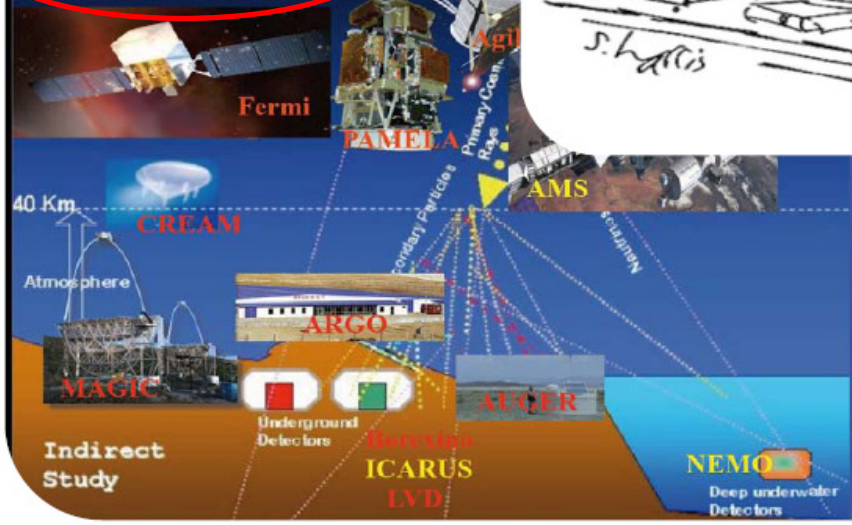 S. Harris
Agil
Fermi
PAMELA
Primary Cosmic
Rays
AMS
40 Km
CREAM
condary Particles
Neutrinos
Atmosphere
ARGO
MAGIC
AUGER
Underground
Detectors
Borexino
ICARUS
LVD
Indirect
Study
NEMO
Deep underwater
Detectors